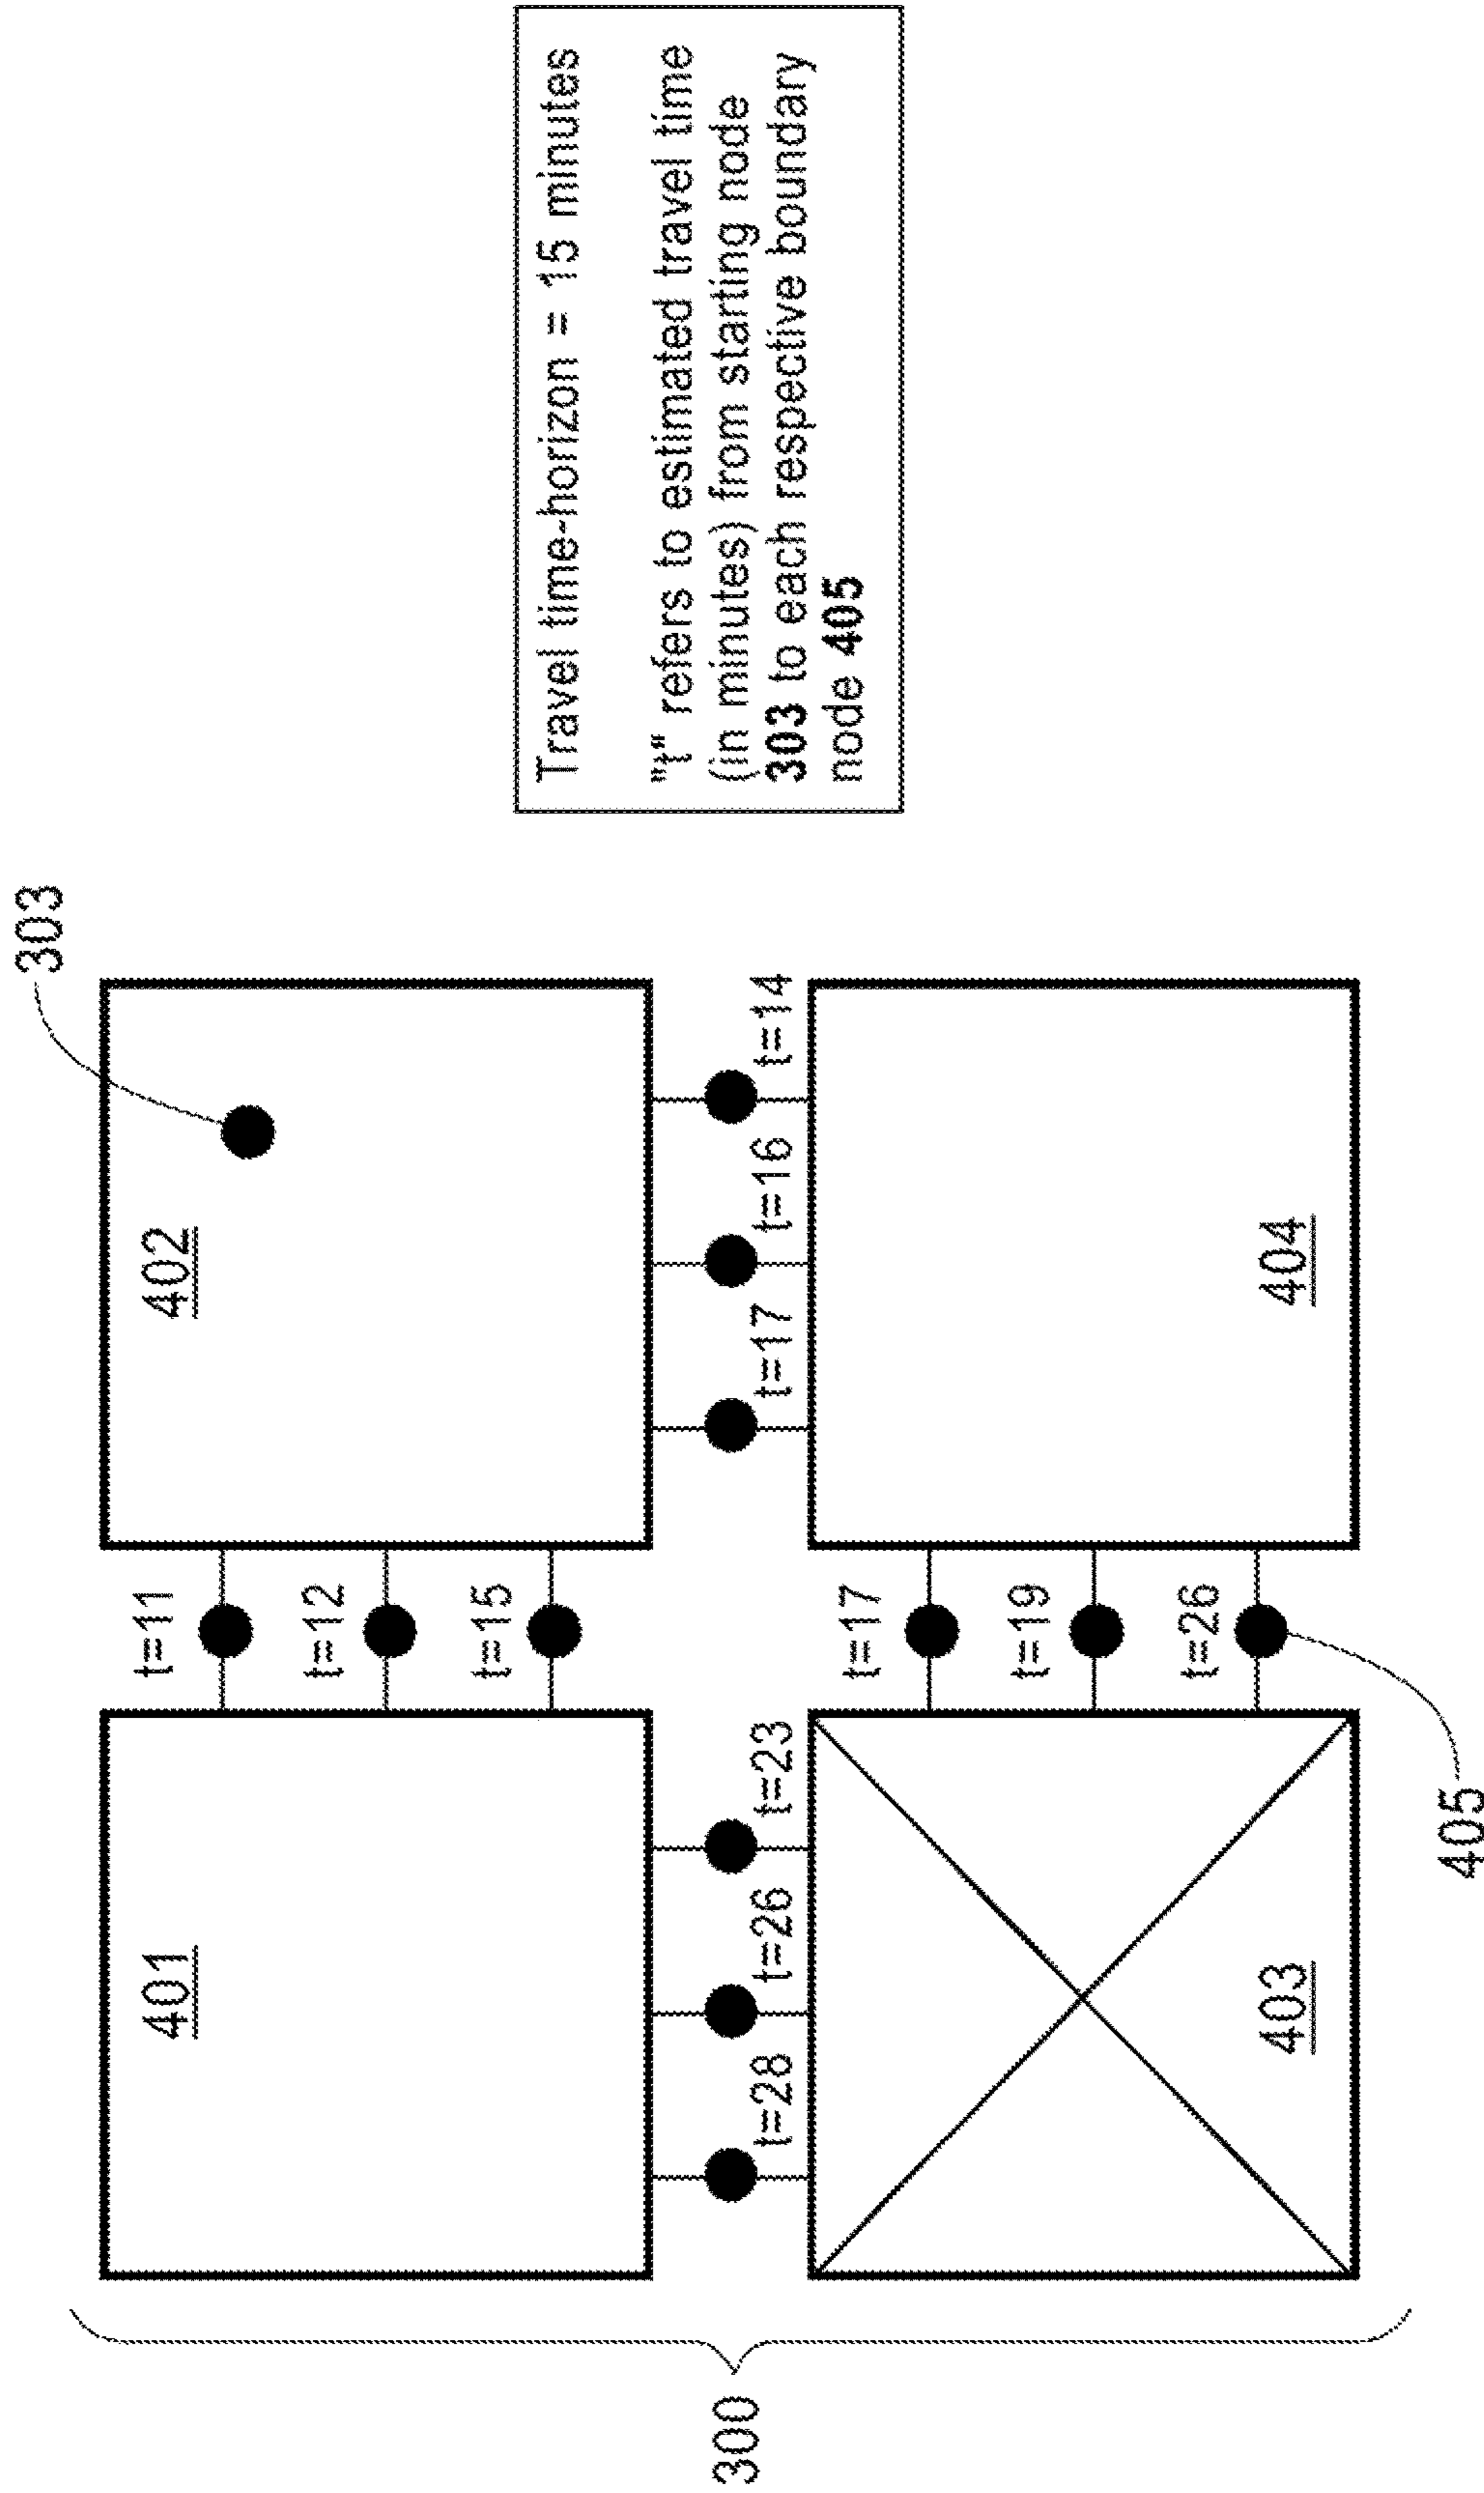 303
t=11
401
402
t=12
t=15
Travel time-horizon = 15 minutes
"t" refers to estimated travel time
(in minutes) from starting node
303 to each respective boundary
node 405
300
t=28 t=26 t=23
t=17 t=16 t=14
t=17
t=19
t=26
403
404
405